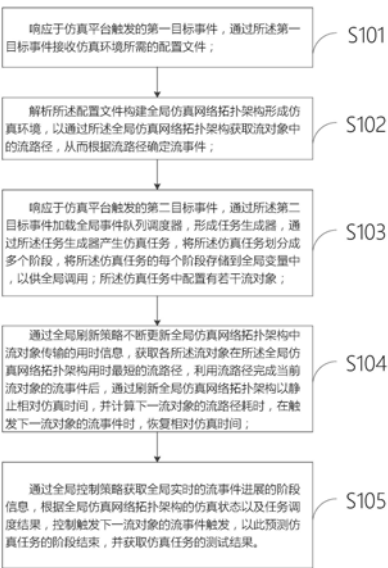 响应于仿真平台触发的第一目标事件，通过所述第一
目标事件接收仿真环境所需的配置文件；
S101
解析所述配置文件构建全局仿真网络拓扑架构形成仿
真环境，以通过所述全局仿真网络拓扑架构获取流对象中
的流路径，从而根据流路径确定流事件；
S102
响应于仿真平台触发的第二目标事件，通过所述第二
目标事件加载全局事件队列调度器，形成任务生成器，通
过所述任务生成器产生仿真任务，将所述仿真任务划分成
多个阶段，将所述仿真任务的每个阶段存储到全局变量中
，以供全局调用；所述仿真任务中配置有若干流对象；
S103
通过全局刷新策略不断更新全局仿真网络拓扑架构中
流对象传输的用时信息，获取各所述流对象在所述全局仿
真网络拓扑架构用时最短的流路径，利用流路径完成当前
流对象的流事件后，通过刷新全局仿真网络拓扑架构以静
止相对仿真时间，并计算下一流对象的流路径耗时，在触
发下一流对象的流事件时，恢复相对仿真时间；
S104
通过全局控制策略获取全局实时的流事件进展的阶段
信息，根据全局仿真网络拓扑架构的仿真状态以及任务调
度结果，控制触发下一流对象的流事件触发，以此预测仿
真任务的阶段结束，并获取仿真任务的测试结果。
S105